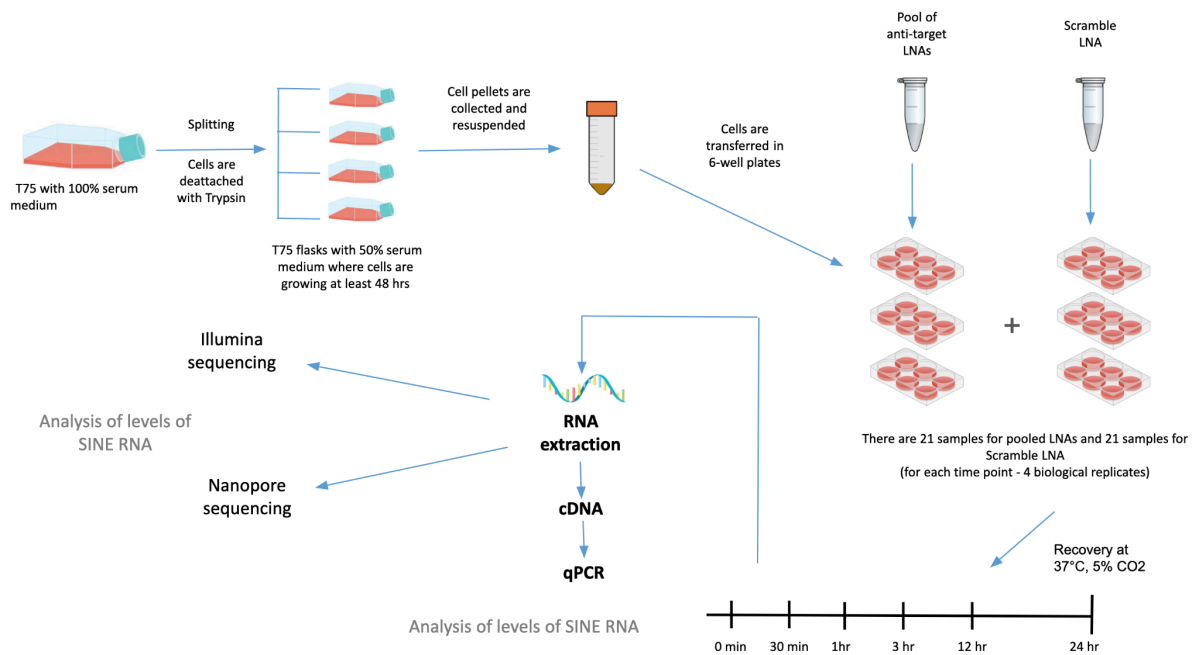 Pool of
anti-target
LNAs
Scramble
LNA
T75 with 100% serum
medium
Splitting
Cells are
deattached
with Trypsin
T75 flasks with 50% serum
medium where cells are
growing at least 48 hrs
Cell pellets are
collected and
resuspended
Cells are
transferred in
6-well plates
+
There are 21 samples for pooled LNAs and 21 samples for
Scramble LNA
(for each time point - 4 biological replicates)
Recovery at
37°C, 5% CO2
0 min
30 min
1hr
3 hr
12 hr
24 hr
RNA
extraction
Illumina
sequencing
Analysis of levels of
SINE RNA
Nanopore
sequencing
cDNA
qPCR
Analysis of levels of SINE RNA